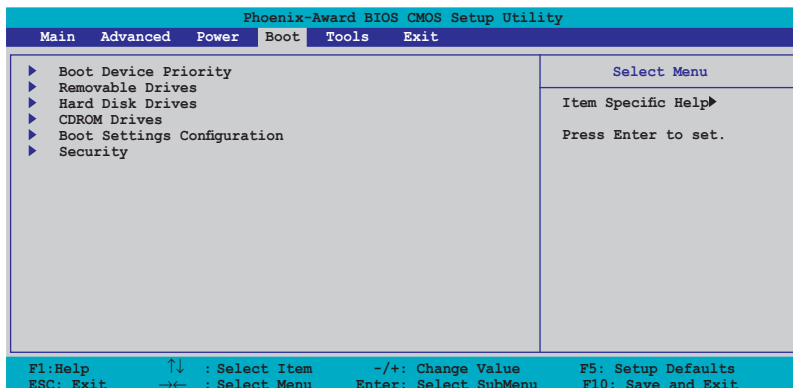 Phoenix-Award BIOS CMOS Setup Utility
Main Advanced Power Boot Tools Exit
Boot Device Priority
Removable Drives
Hard Disk Drives
CDROM Drives
Boot Settings Configuration
Security
Select Menu
Item Specific Help
Press Enter to set.
F1:Help ↑↓ : Select Item -/+: Change Value F5: Setup Defaults
ESC: Exit →← : Select Menu Enter: Select SubMenu F10: Save and Exit